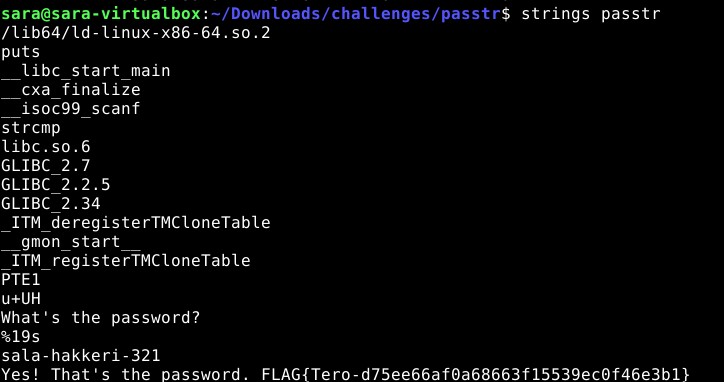 sara@sara-virtualbox:~/Downloads/challenges/passtr$ strings passtr
/lib64/ld-linux-x86-64.so.2
puts
__libc_start_main
__cxa_finalize
__isoc99_scanf
strcmp
libc.so.6
GLIBC_2.7
GLIBC_2.2.5
GLIBC_2.34
_ITM_deregisterTMCloneTable
__gmon_start__
_ITM_registerTMCloneTable
PTE1
u+UH
What's the password?
%19s
sala-hakkeri-321
Yes! That's the password. FLAG{Tero-d75ee66af0a68663f15539ec0f46e3b1}